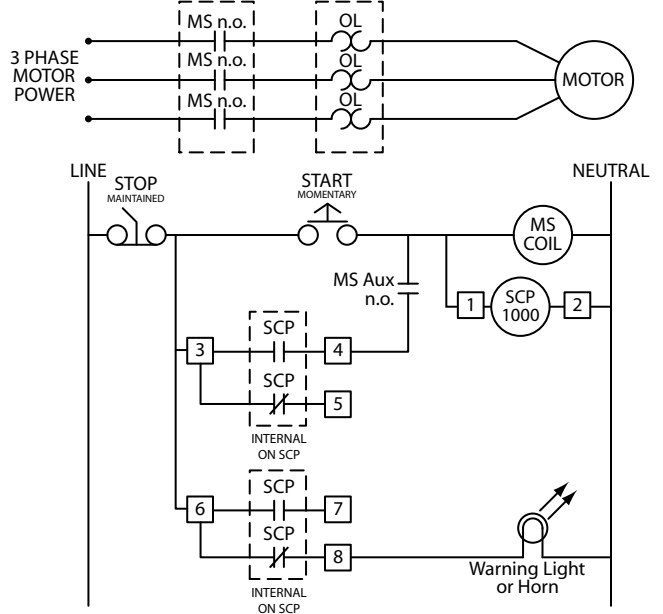 MS n.o.
OL
3 PHASE
MOTOR
POWER
MS n.o.
OL
MOTOR
MS n.o.
OL
LINE
NEUTRAL
STOP
MAINTAINED
START
MOMENTARY
MS
COIL
MS Aux
n.o.
1
SCP
1000
2
SCP
3
4
SCP
5
INTERNAL
ON SCP
SCP
6
7
SCP
8
INTERNAL
ON SCP
Warning Light
or Horn